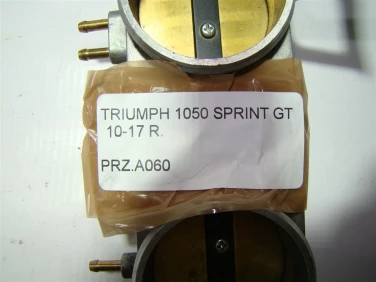 TRIUMPH 1050 SPRINT GT
10-17 R.
PRZ.A060